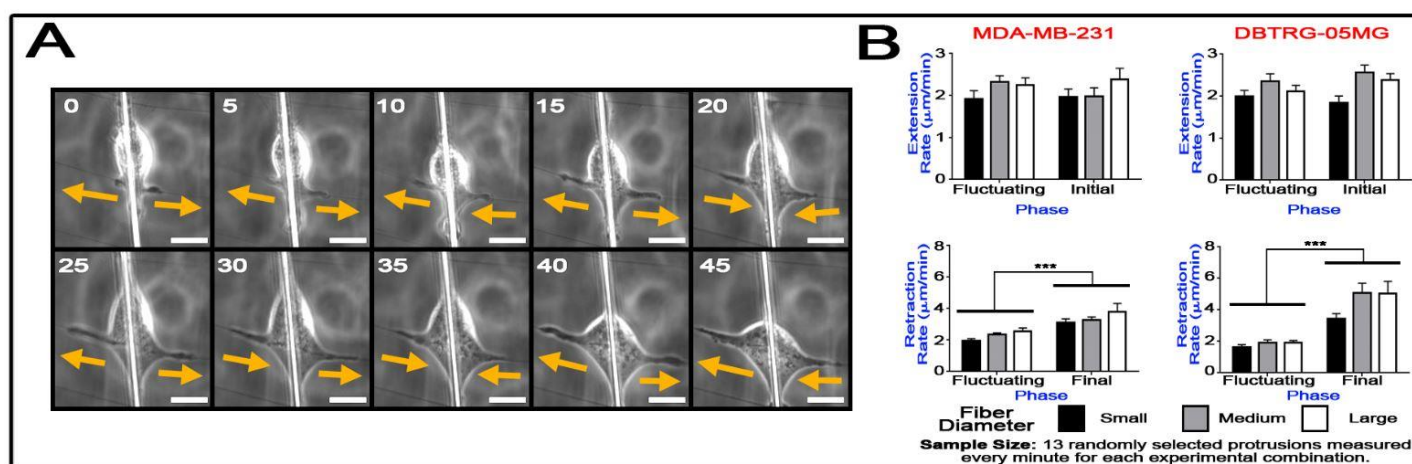 A
0
5
10
15
20
25
30
35
40
45
B
MDA-MB-231
Extension
Rate (μm/min)
3
2
1
0
Fluctuating Initial
Phase
DBTRG-05MG
Extension
Rate (μm/min)
3
2
1
0
Fluctuating Initial
Phase
Retraction
Rate (μm/min)
8
6
4
2
0
***
Fluctuating Final
Phase
Retraction
Rate (μm/min)
8
6
4
2
0
***
Fluctuating Final
Phase
Fiber
Diameter
Small Medium Large
Sample Size: 13 randomly selected protrusions measured
every minute for each experimental combination.